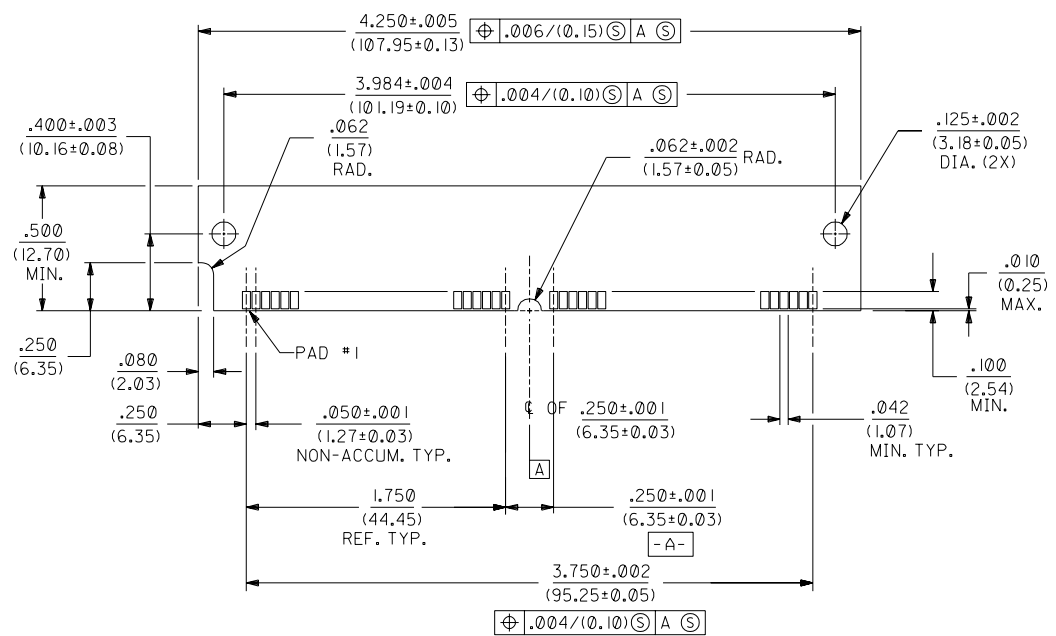 4.250±.005
(107.95±0.13)
⌖ .006/(0.15)Ⓢ A Ⓢ
3.984±.004
(101.19±0.10)
⌖ .004/(0.10)Ⓢ A Ⓢ
.400±.003
(10.16±0.08)
.062
(1.57)
RAD.
.062±.002
(1.57±0.05)
RAD.
.125±.002
(3.18±0.05)
DIA. (2X)
.500
(12.70)
MIN.
.010
(0.25)
MAX.
.250
(6.35)
PAD #1
.080
(2.03)
.100
(2.54)
MIN.
.250
(6.35)
.050±.001
(1.27±0.03)
NON-ACCUM. TYP.
℄ OF .250±.001
(6.35±0.03)
A
.042
(1.07)
MIN. TYP.
1.750
(44.45)
REF. TYP.
.250±.001
(6.35±0.03)
-A-
3.750±.002
(95.25±0.05)
⌖ .004/(0.10)Ⓢ A Ⓢ